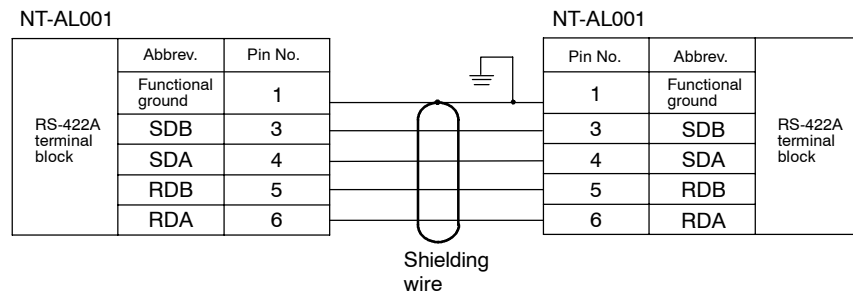 NT-AL001
NT-AL001
RS-422A
terminal
block
Abbrev. Pin No.
Functional
ground
1
SDB 3
SDA 4
RDB 5
RDA 6
Pin No. Abbrev.
1
Functional
ground
3 SDB
4 SDA
5 RDB
6 RDA
RS-422A
terminal
block
Shielding
wire